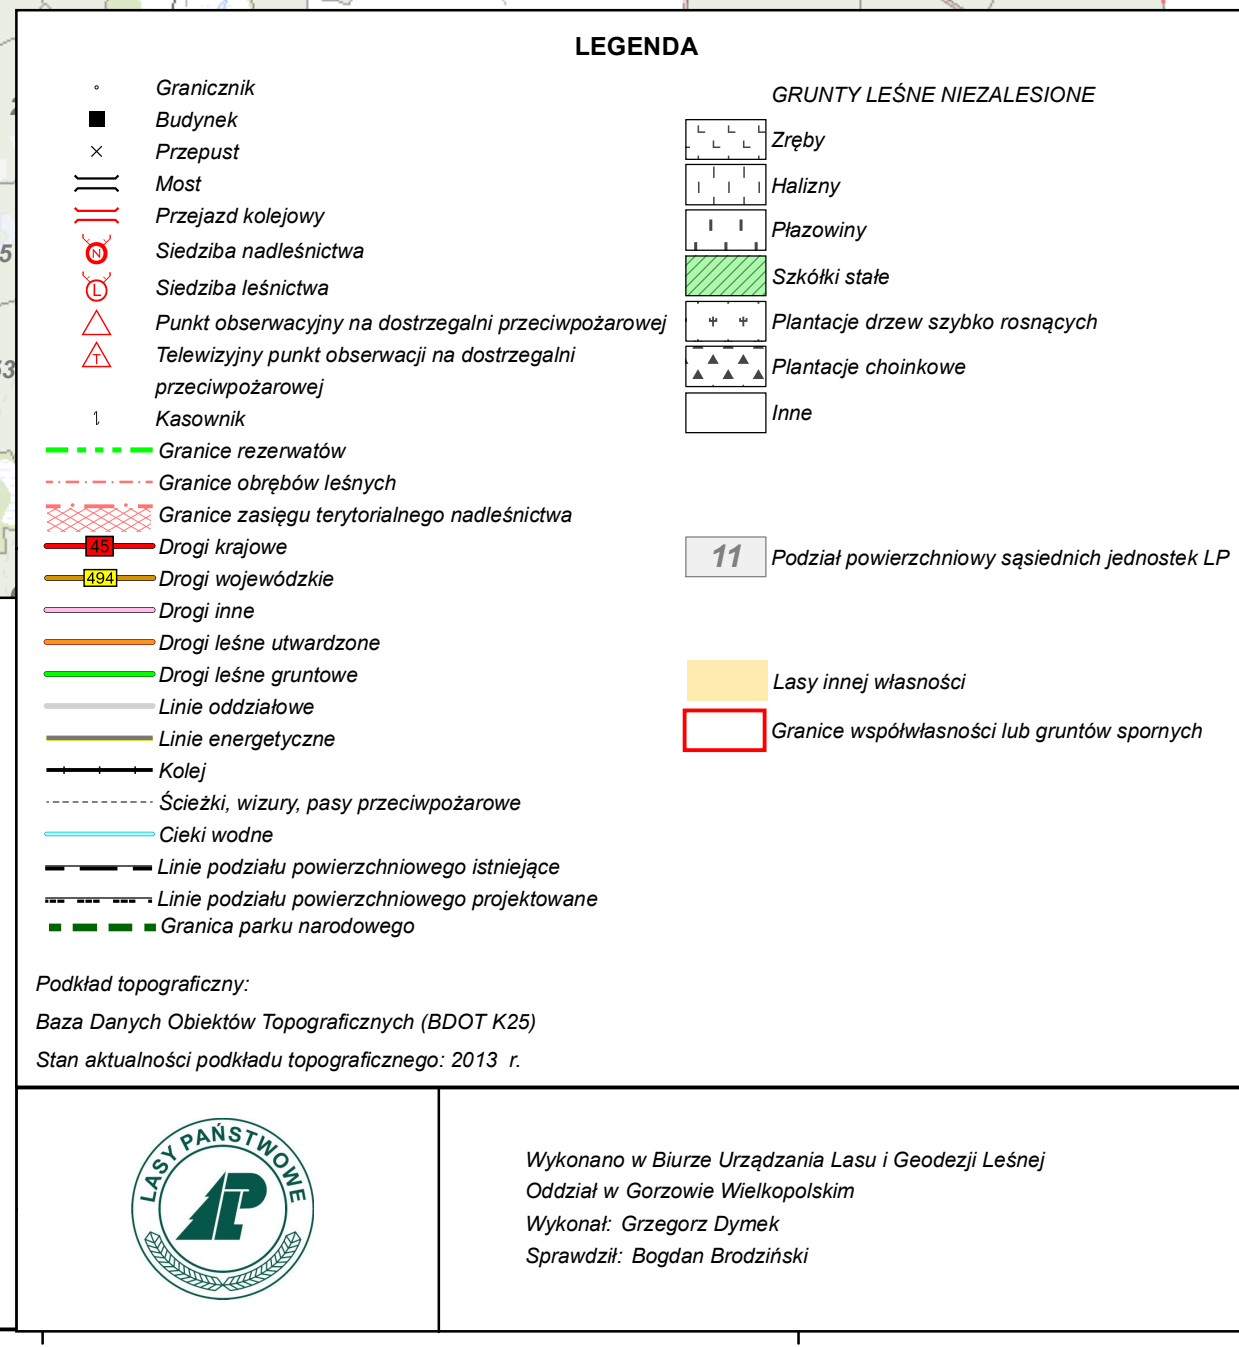 LEGENDA
Granicznik
Budynek
Przepust
Most
Przejazd kolejowy
N
Siedziba nadleśnictwa
L
Siedziba leśnictwa
Punkt obserwacyjny na dostrzegalni przeciwpożarowej
T
Telewizyjny punkt obserwacji na dostrzegalni
przeciwpożarowej
Kasownik
Granice rezerwatów
Granice obrębów leśnych
Granice zasięgu terytorialnego nadleśnictwa
45
Drogi krajowe
494
Drogi wojewódzkie
Drogi inne
Drogi leśne utwardzone
Drogi leśne gruntowe
Linie oddziałowe
Linie energetyczne
Kolej
Ścieżki, wizury, pasy przeciwpożarowe
Cieki wodne
Linie podziału powierzchniowego istniejące
Linie podziału powierzchniowego projektowane
Granica parku narodowego
GRUNTY LEŚNE NIEZALESIONE
Zręby
Halizny
Płazowiny
Szkółki stałe
Plantacje drzew szybko rosnących
Plantacje choinkowe
Inne
11
Podział powierzchniowy sąsiednich jednostek LP
Lasy innej własności
Granice współwłasności lub gruntów spornych
Podkład topograficzny:
Baza Danych Obiektów Topograficznych (BDOT K25)
Stan aktualności podkładu topograficznego: 2013 r.
LASY PAŃSTWOWE
Wykonano w Biurze Urządzania Lasu i Geodezji Leśnej
Oddział w Gorzowie Wielkopolskim
Wykonał: Grzegorz Dymek
Sprawdził: Bogdan Brodziński